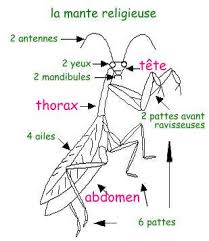 la mante religieuse
2 antennes
2 yeux
tête
2 mandibules
thorax
2 pattes avant
ravisseuses
4 ailes
abdomen
6 pattes